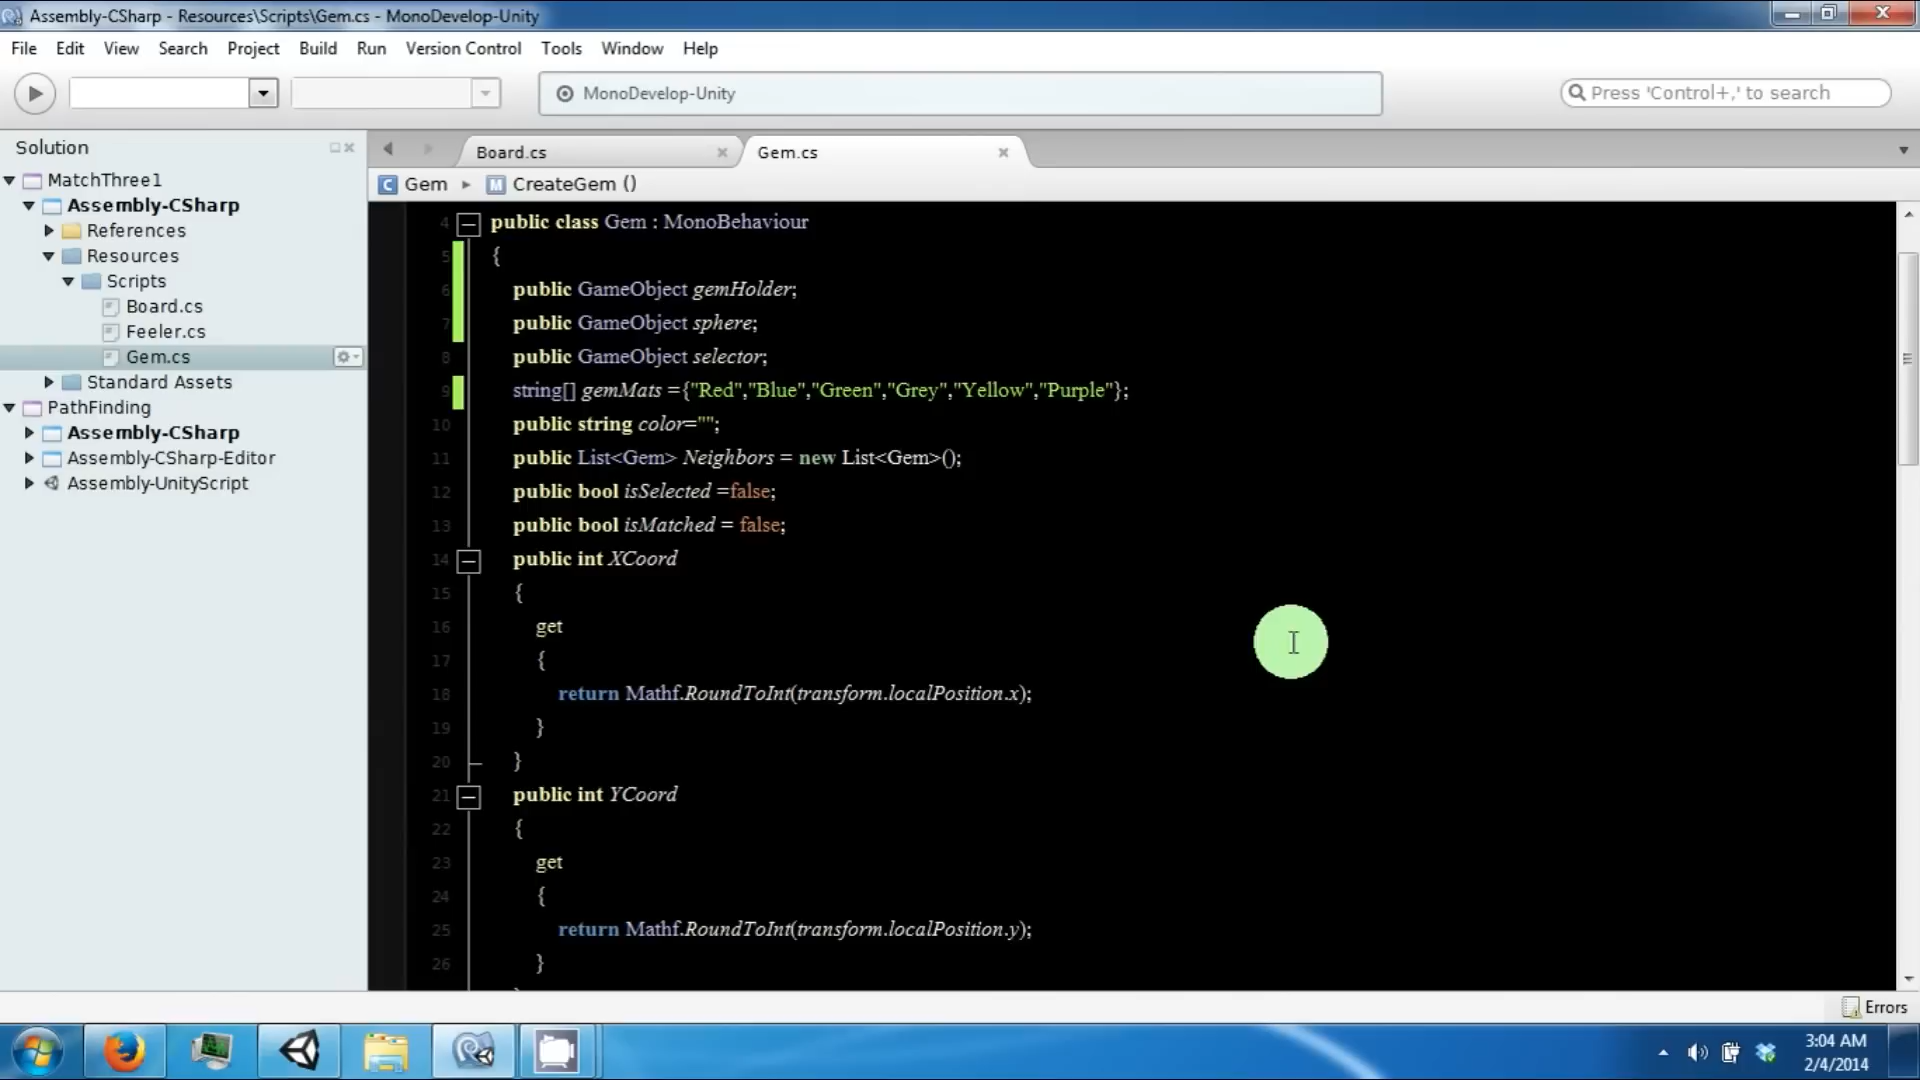 Assembly-CSharp - Resources\Scripts\Gem.cs - MonoDevelop-Unity
File Edit View Search Project Build Run Version Control Tools Window Help
MonoDevelop-Unity
Press 'Control+,' to search
Solution
MatchThree1
Assembly-CSharp
References
Resources
Scripts
Board.cs
Feeler.cs
Gem.cs
Standard Assets
PathFinding
Assembly-CSharp
Assembly-CSharp-Editor
Assembly-UnityScript
Board.cs
Gem.cs
C Gem M CreateGem ()
4 public class Gem : MonoBehaviour
5 {
6 public GameObject gemHolder;
7 public GameObject sphere;
8 public GameObject selector;
9 string[] gemMats ={"Red","Blue","Green","Grey","Yellow","Purple"};
10 public string color="";
11 public List<Gem> Neighbors = new List<Gem>();
12 public bool isSelected =false;
13 public bool isMatched = false;
14 public int XCoord
15 {
16 get
17 {
18 return Mathf.RoundToInt(transform.localPosition.x);
19 }
20 }
21 public int YCoord
22 {
23 get
24 {
25 return Mathf.RoundToInt(transform.localPosition.y);
26 }
Errors
3:04 AM
2/4/2014